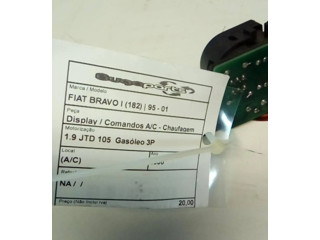 Marca / Modelo
FIAT BRAVO I (182) | 95 - 01
Peça
Display / Comandos A/C - Chaufagem
Motorização
1.9 JTD 105 Gasóleo 3P
Local
(A/C)
NA / /
20,00